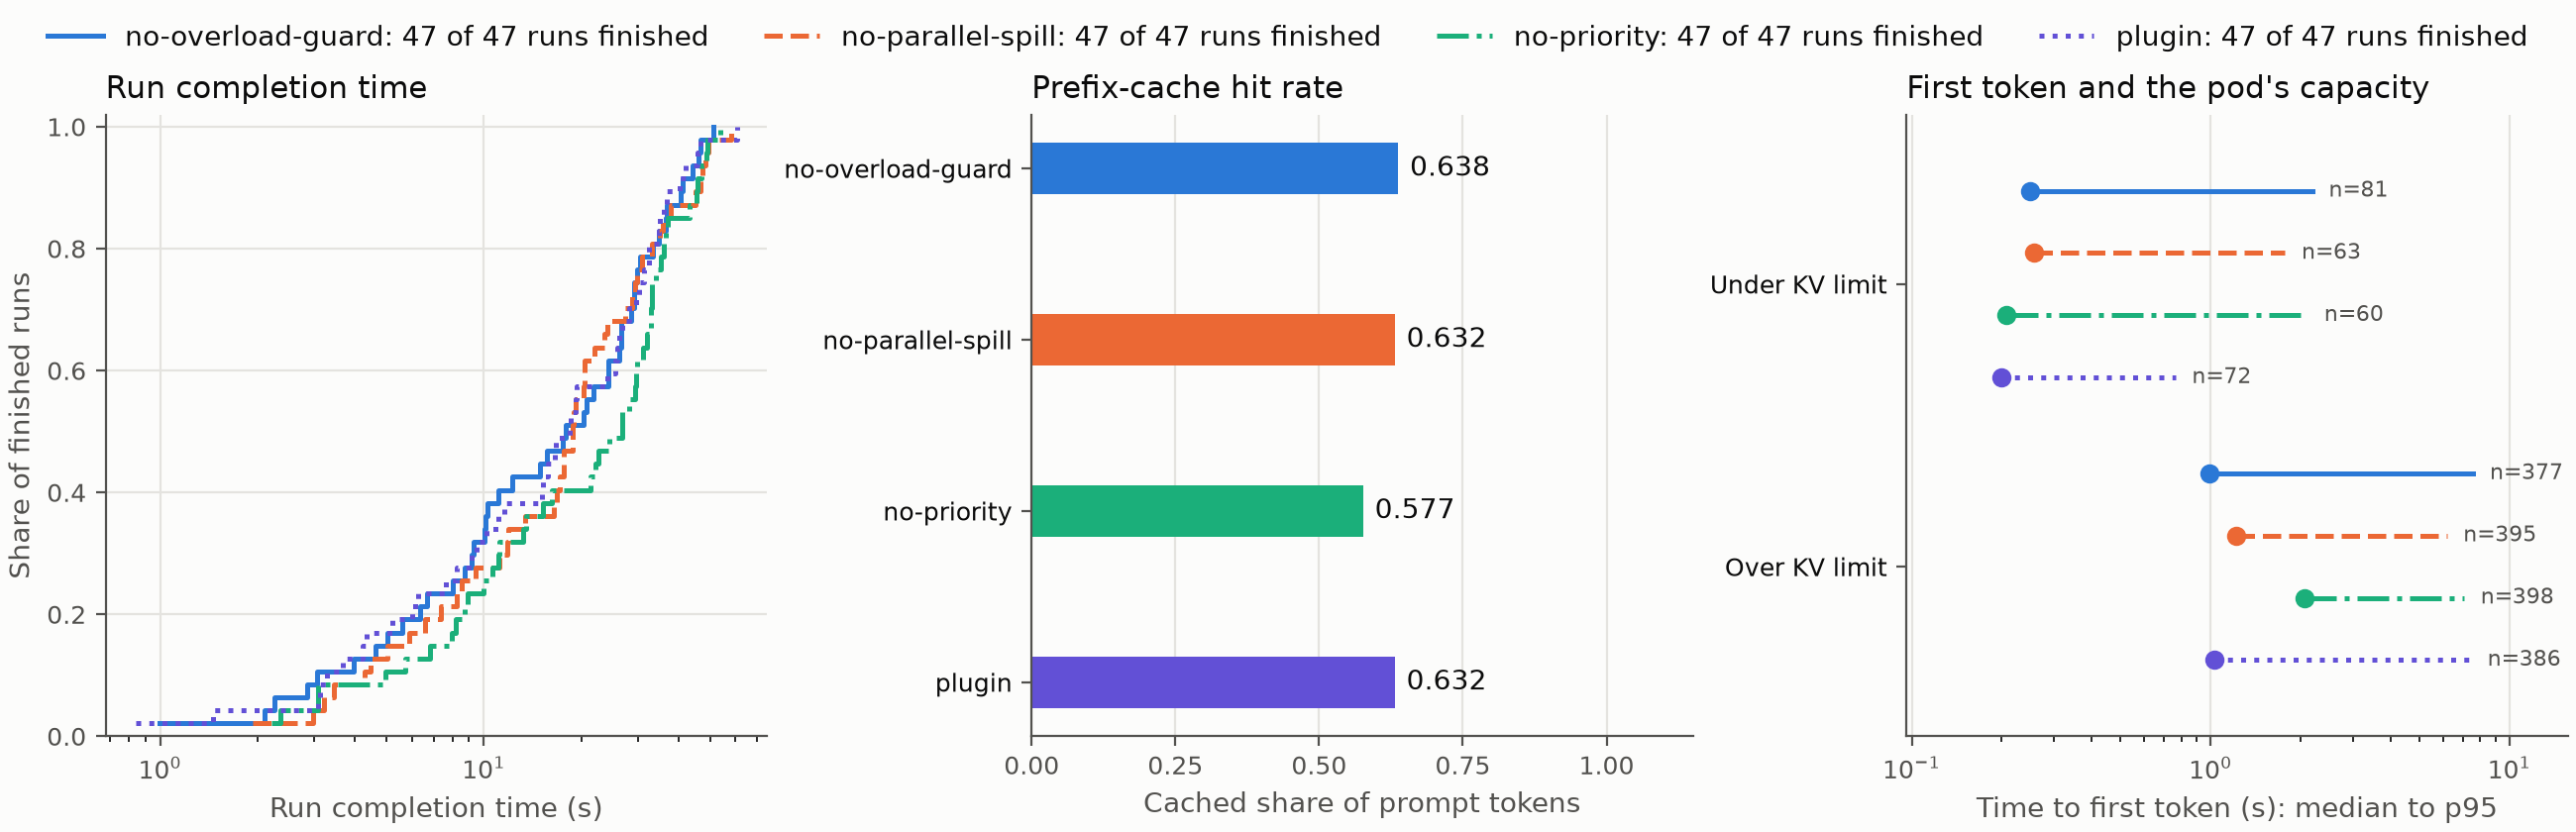 no-overload-guard: 47 of 47 runs finished
no-parallel-spill: 47 of 47 runs finished
no-priority: 47 of 47 runs finished
plugin: 47 of 47 runs finished
Run completion time
Share of finished runs
1.0
0.8
0.6
0.4
0.2
0.0
10⁰
10¹
Run completion time (s)
Prefix-cache hit rate
no-overload-guard
0.638
no-parallel-spill
0.632
no-priority
0.577
plugin
0.632
0.00
0.25
0.50
0.75
1.00
Cached share of prompt tokens
First token and the pod's capacity
Under KV limit
n=81
n=63
n=60
n=72
Over KV limit
n=377
n=395
n=398
n=386
10⁻¹
10⁰
10¹
Time to first token (s): median to p95